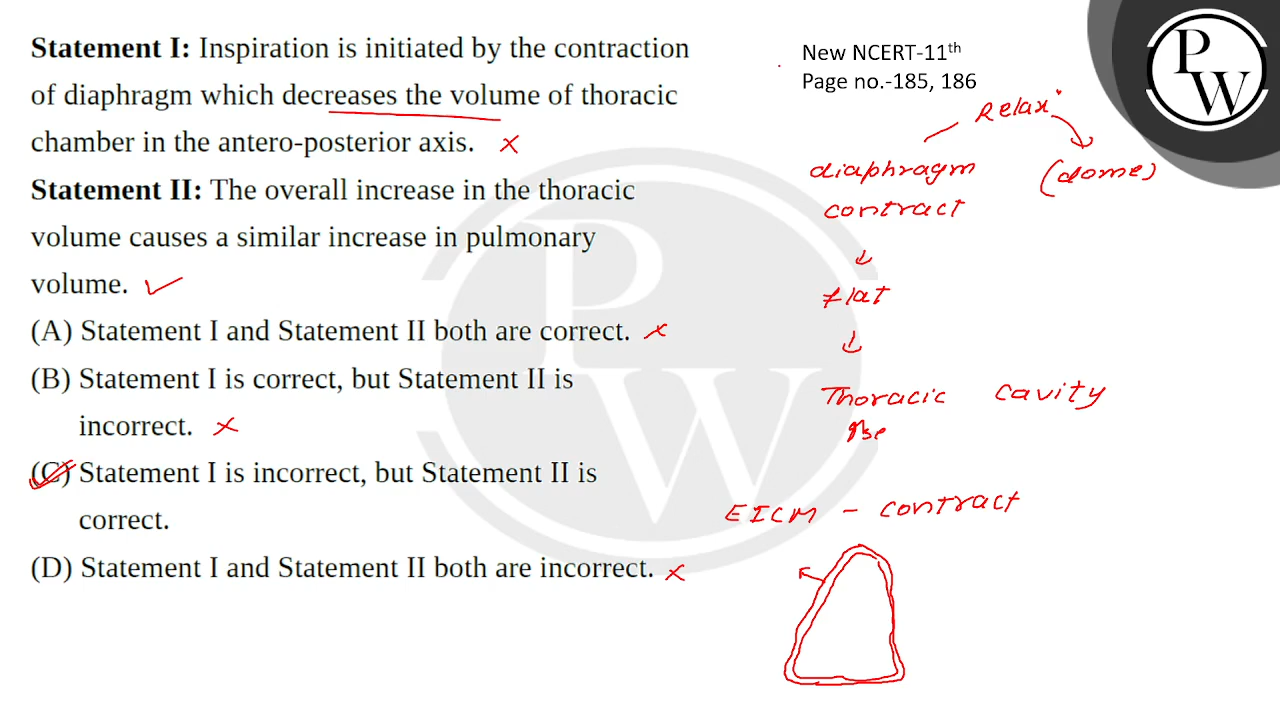 Statement I: Inspiration is initiated by the contraction
of diaphragm which decreases the volume of thoracic
chamber in the antero-posterior axis.
Statement II: The overall increase in the thoracic
volume causes a similar increase in pulmonary
volume.
(A) Statement I and Statement II both are correct.
(B) Statement I is correct, but Statement II is
incorrect.
(C) Statement I is incorrect, but Statement II is
correct.
(D) Statement I and Statement II both are incorrect.
New NCERT-11th
Page no.-185, 186
Relax
diaphragm (dome)
contract
flat
Thoracic cavity
EICM - contract
PW
PW